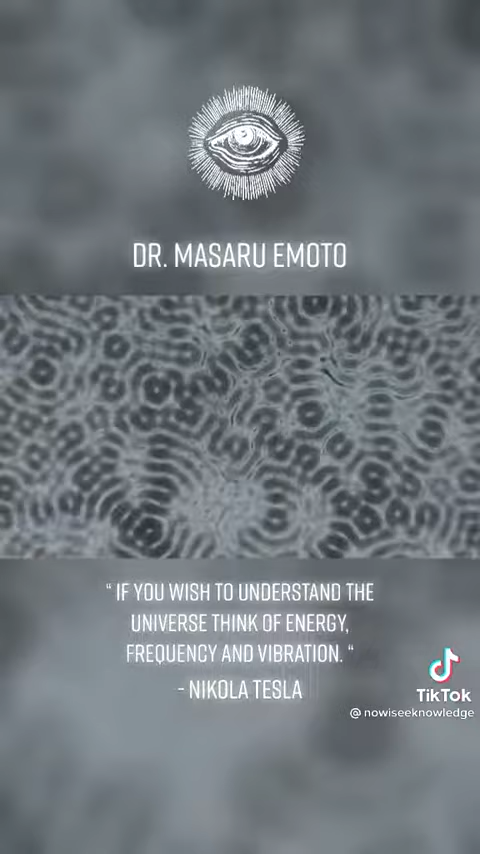 DR. MASARU EMOTO
“ IF YOU WISH TO UNDERSTAND THE
UNIVERSE THINK OF ENERGY,
FREQUENCY AND VIBRATION. “
- NIKOLA TESLA
TikTok
@ nowiseeknowledge